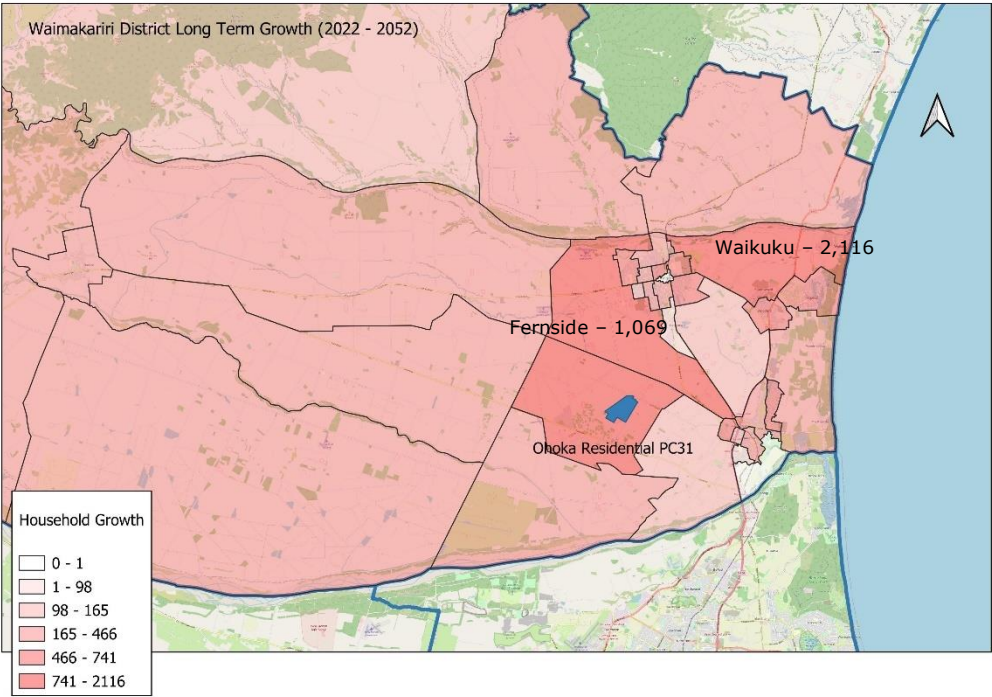 Waimakariri District Long Term Growth (2022 - 2052)
Waikuku – 2,116
Fernside – 1,069
Ohoka Residential PC31
Household Growth
0 - 1
1 - 98
98 - 165
165 - 466
466 - 741
741 - 2116